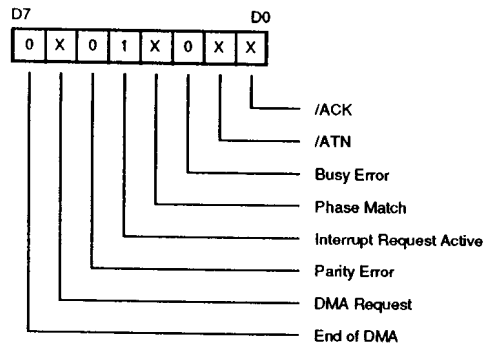 D7 D0
0 X 0 1 X 0 X X
/ACK
/ATN
Busy Error
Phase Match
Interrupt Request Active
Parity Error
DMA Request
End of DMA